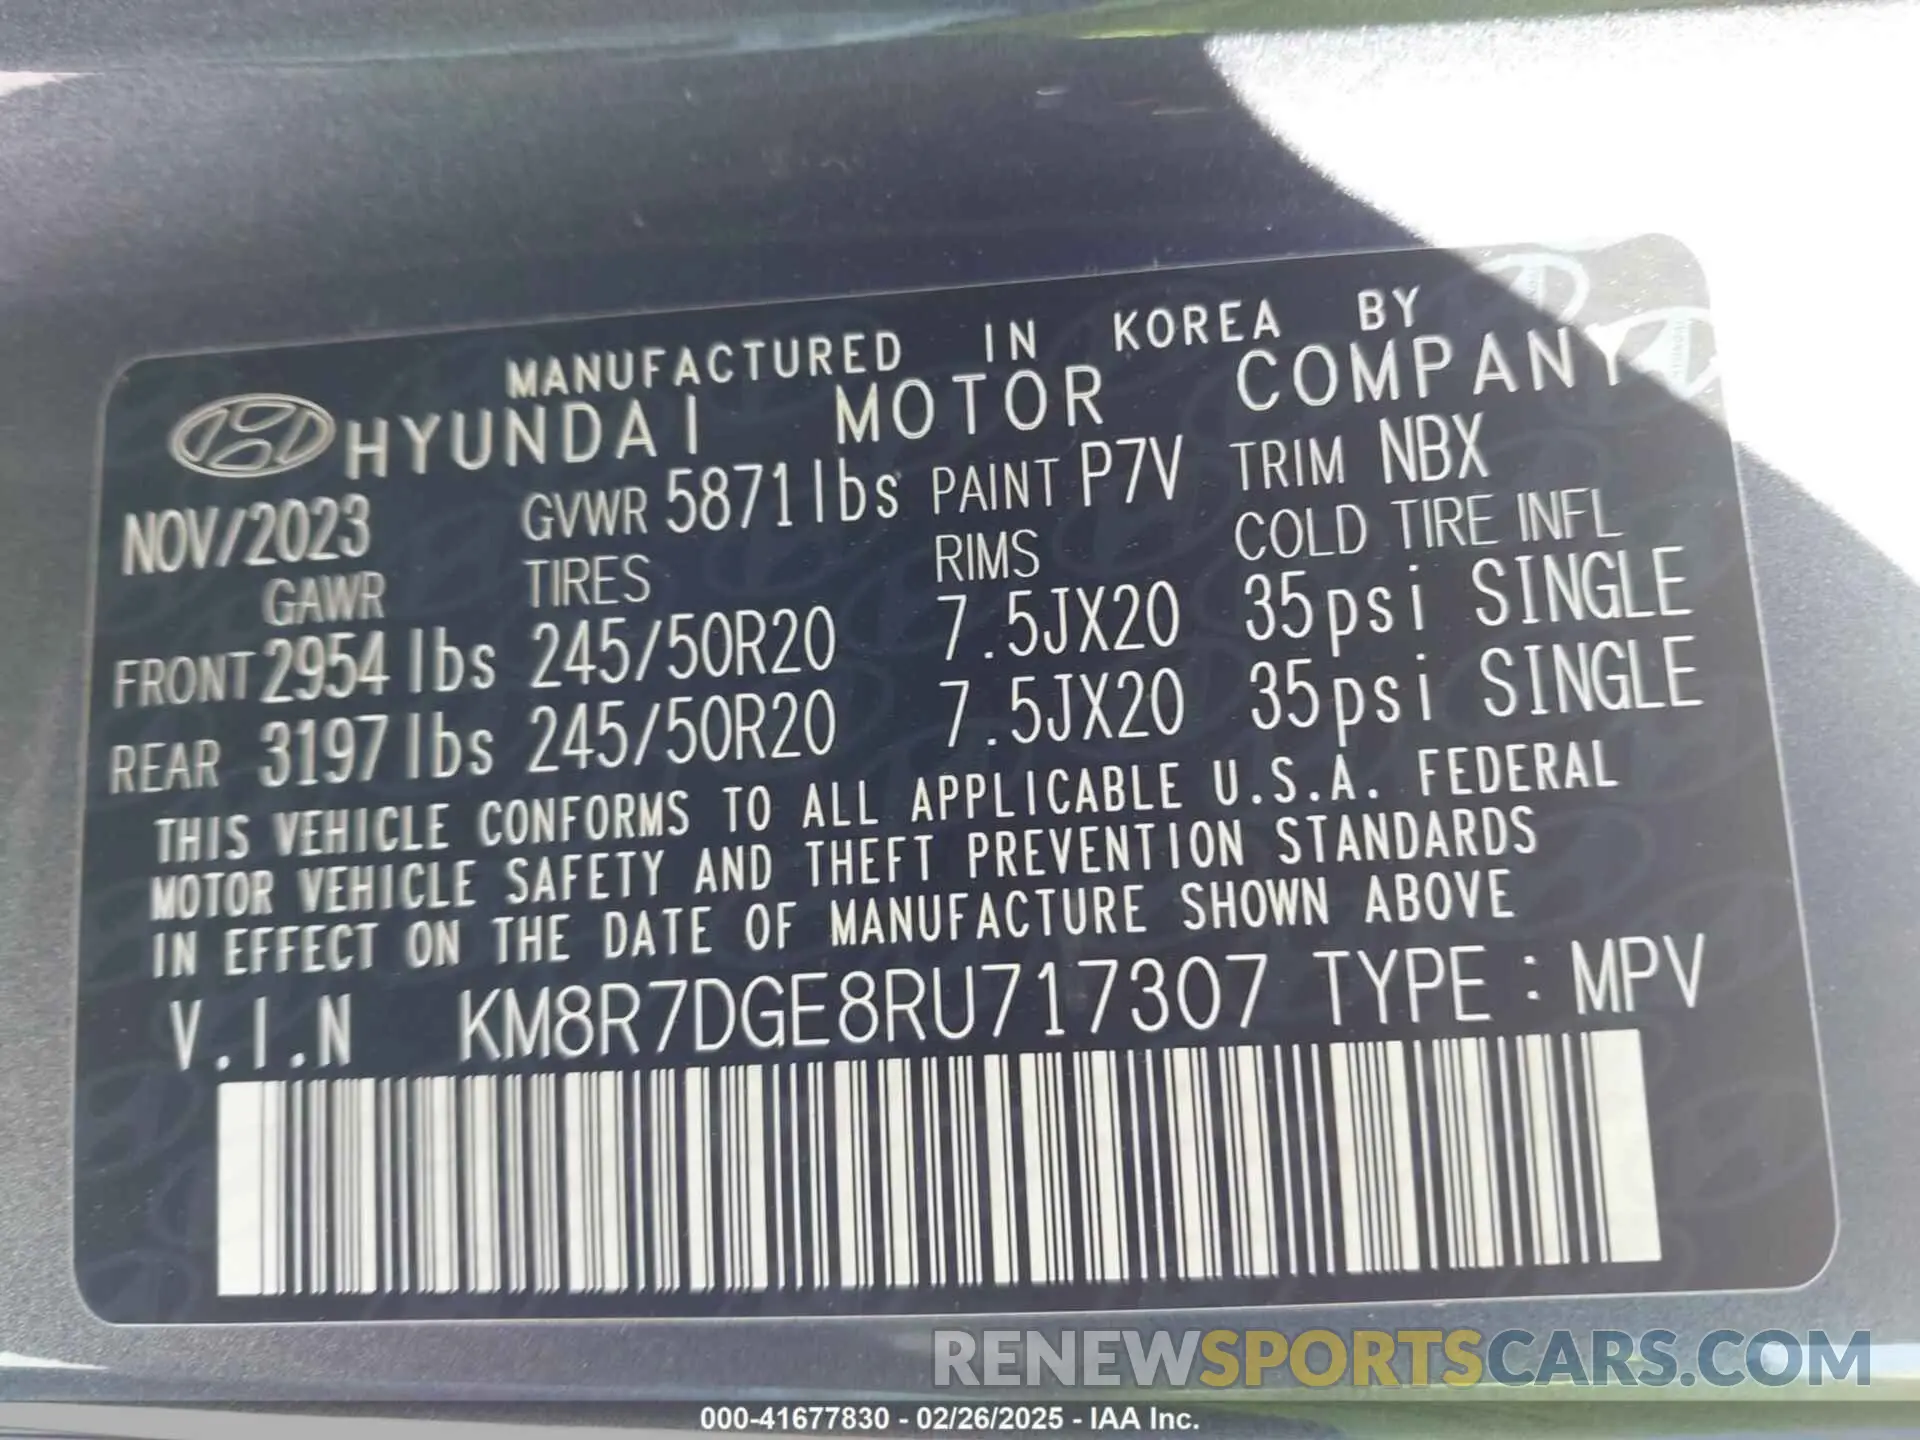 MANUFACTURED IN KOREA BY
HYUNDAI MOTOR COMPANY
NOV/2023 GVWR 5871lbs PAINT P7V TRIM NBX
GAWR TIRES RIMS COLD TIRE INFL
FRONT 2954 lbs 245/50R20 7.5JX20 35psi SINGLE
REAR 3197 lbs 245/50R20 7.5JX20 35psi SINGLE
THIS VEHICLE CONFORMS TO ALL APPLICABLE U.S.A. FEDERAL
MOTOR VEHICLE SAFETY AND THEFT PREVENTION STANDARDS
IN EFFECT ON THE DATE OF MANUFACTURE SHOWN ABOVE
V.I.N KM8R7DGE8RU717307 TYPE : MPV
RENEWSPORTSCARS.COM
000-41677830 - 02/26/2025 - IAA Inc.